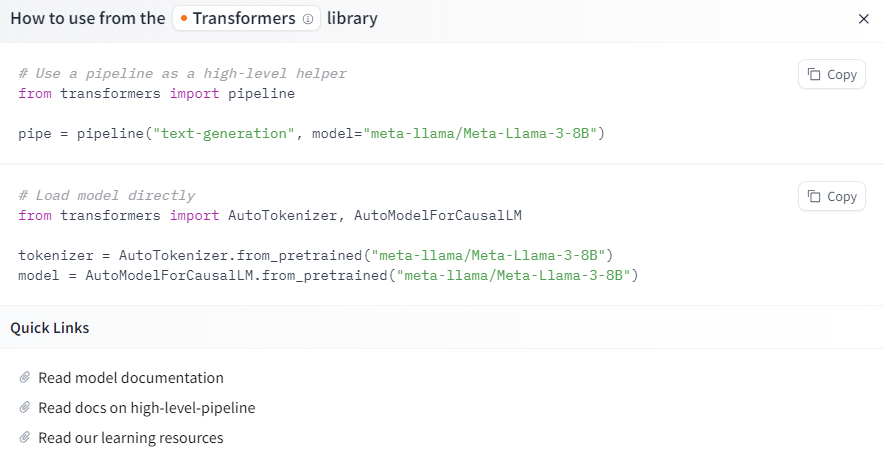 How to use from the Transformers library
# Use a pipeline as a high-level helper
Copy
from transformers import pipeline
pipe = pipeline("text-generation", model="meta-llama/Meta-Llama-3-8B")
# Load model directly
Copy
from transformers import AutoTokenizer, AutoModelForCausalLM
tokenizer = AutoTokenizer.from_pretrained("meta-llama/Meta-Llama-3-8B")
model = AutoModelForCausalLM.from_pretrained("meta-llama/Meta-Llama-3-8B")
Quick Links
Read model documentation
Read docs on high-level-pipeline
Read our learning resources